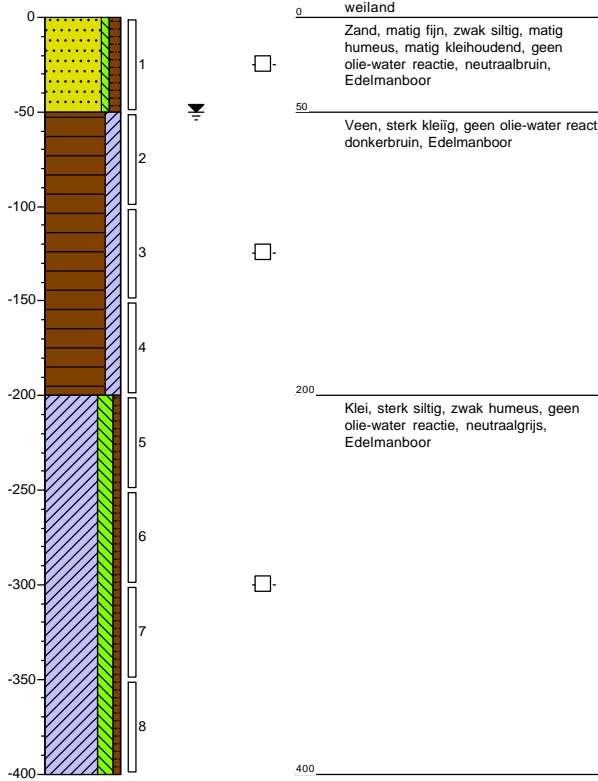 0
-50
-100
-150
-200
-250
-300
-350
-400
1
2
3
4
5
6
7
8
0
weiland
Zand, matig fijn, zwak siltig, matig
humeus, matig kleihoudend, geen
olie-water reactie, neutraalbruin,
Edelmanboor
50
Veen, sterk kleiïg, geen olie-water react
donkerbruin, Edelmanboor
200
Klei, sterk siltig, zwak humeus, geen
olie-water reactie, neutraalgrijs,
Edelmanboor
400